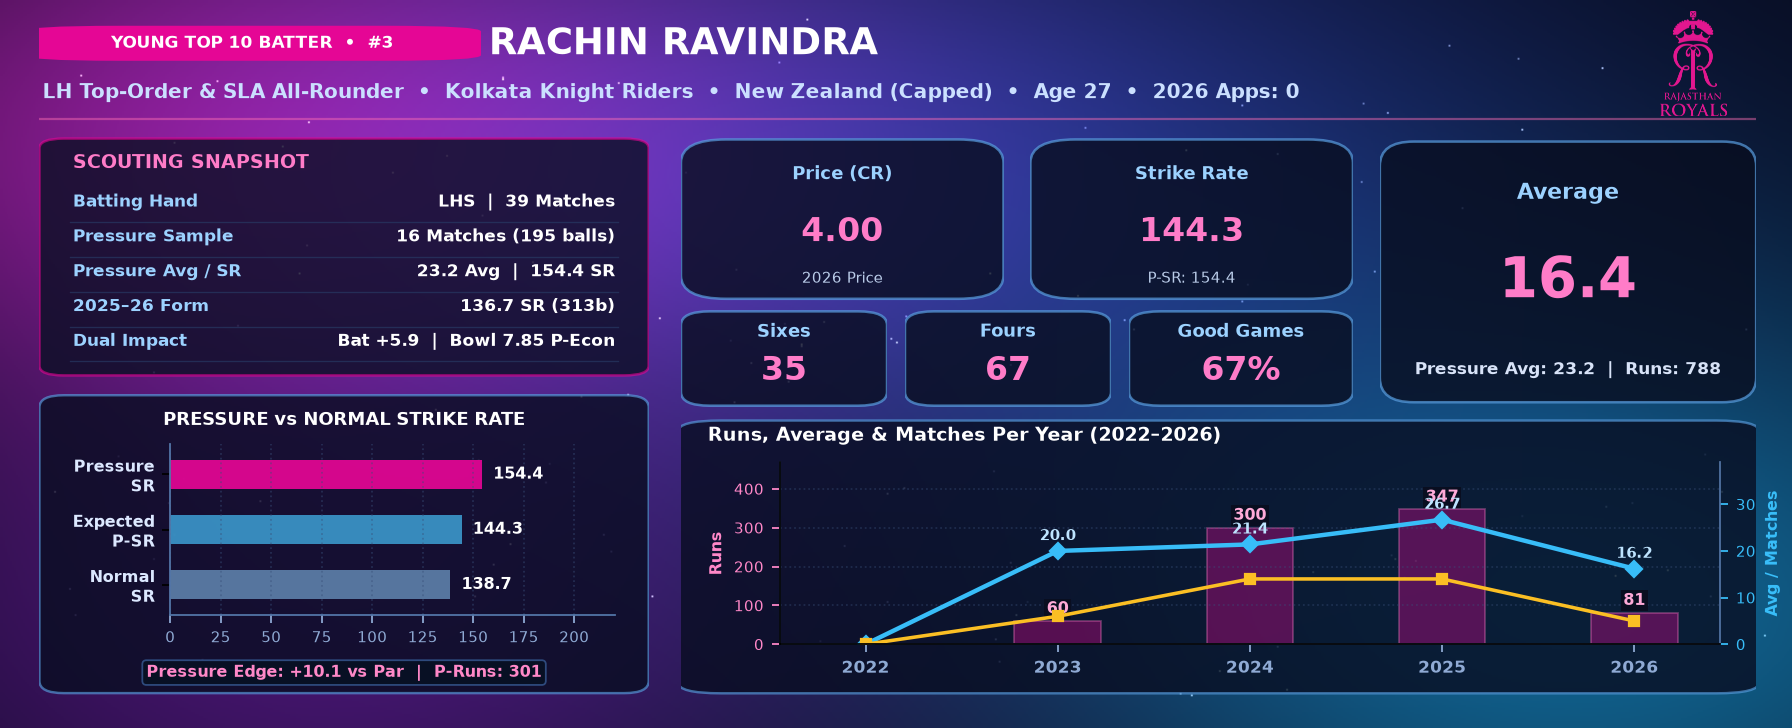 YOUNG TOP 10 BATTER • #3
RACHIN RAVINDRA
LH Top-Order & SLA All-Rounder • Kolkata Knight Riders • New Zealand (Capped) • Age 27 • 2026 Apps: 0
RAJASTHAN
ROYALS
SCOUTING SNAPSHOT
Batting Hand LHS | 39 Matches
Pressure Sample 16 Matches (195 balls)
Pressure Avg / SR 23.2 Avg | 154.4 SR
2025–26 Form 136.7 SR (313b)
Dual Impact Bat +5.9 | Bowl 7.85 P-Econ
Price (CR)
4.00
2026 Price
Strike Rate
144.3
P-SR: 154.4
Average
16.4
Pressure Avg: 23.2 | Runs: 788
Sixes
35
Fours
67
Good Games
67%
PRESSURE vs NORMAL STRIKE RATE
Pressure
SR
154.4
Expected
P-SR
144.3
Normal
SR
138.7
0 25 50 75 100 125 150 175 200
Pressure Edge: +10.1 vs Par | P-Runs: 301
Runs, Average & Matches Per Year (2022–2026)
Runs
400
300
200
100
0
20.0
60
300
21.4
347
26.7
16.2
81
30
20
10
0
Avg / Matches
2022 2023 2024 2025 2026